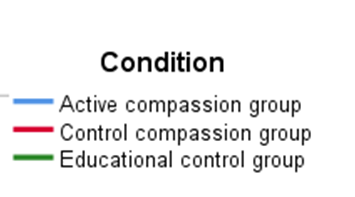 Condition
Active compassion group
Control compassion group
Educational control group